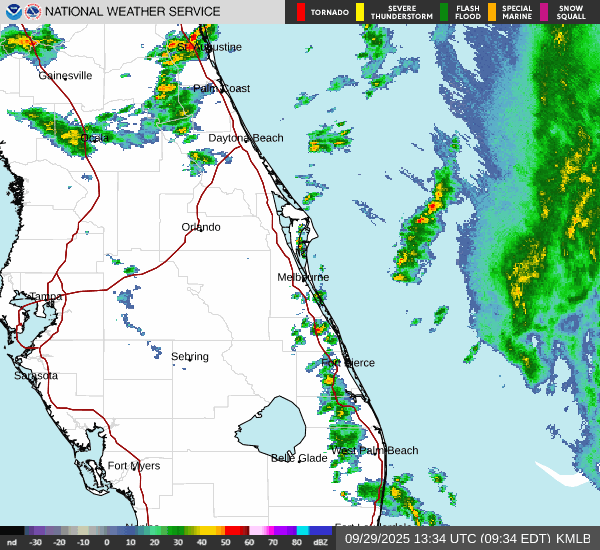 NATIONAL WEATHER SERVICE
TORNADO
SEVERE THUNDERSTORM
FLASH FLOOD
SPECIAL MARINE
SNOW SQUALL
St Augustine
Gainesville
Palm Coast
Ocala
Daytona Beach
Orlando
Melbourne
Tampa
Sebring
Fort Pierce
Sarasota
West Palm Beach
Belle Glade
Fort Myers
nd -30 -20 -10 0 10 20 30 40 50 60 70 80 dBZ
09/29/2025 13:34 UTC (09:34 EDT) KMLB